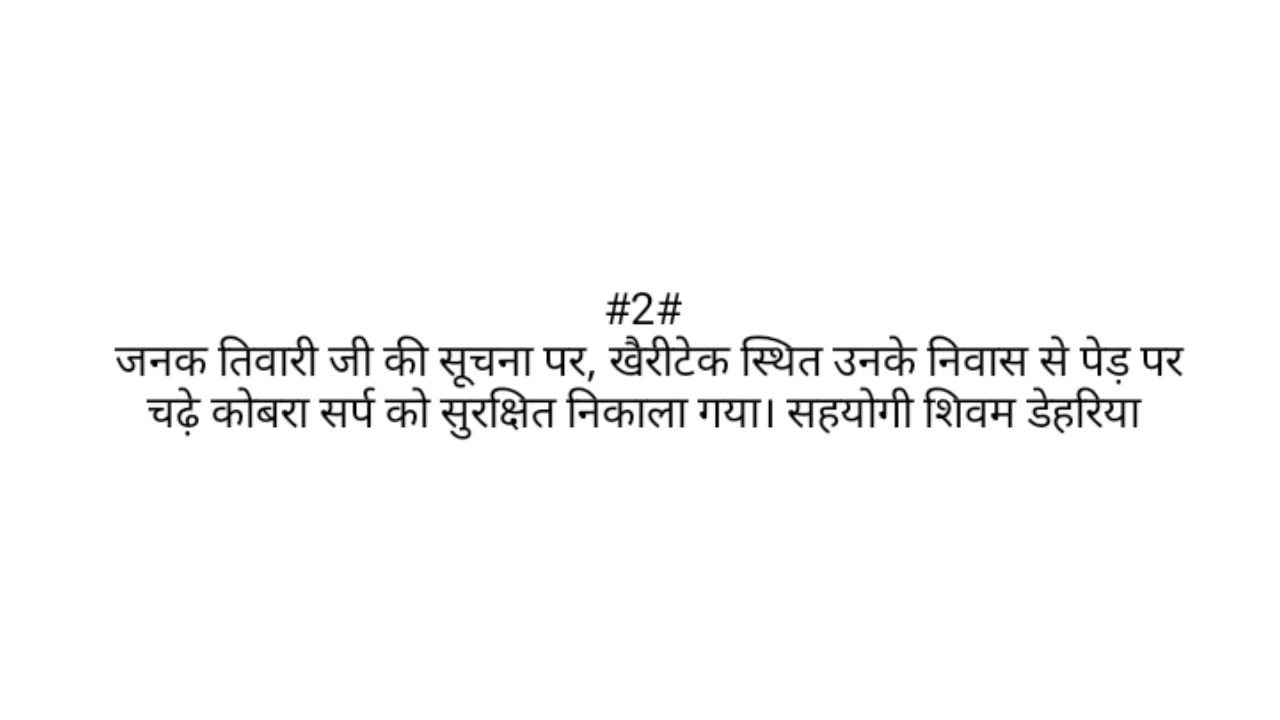 #2#
जनक तिवारी जी की सूचना पर, खैरीटेक स्थित उनके निवास से पेड़ पर
चढ़े कोबरा सर्प को सुरक्षित निकाला गया। सहयोगी शिवम डेहरिया